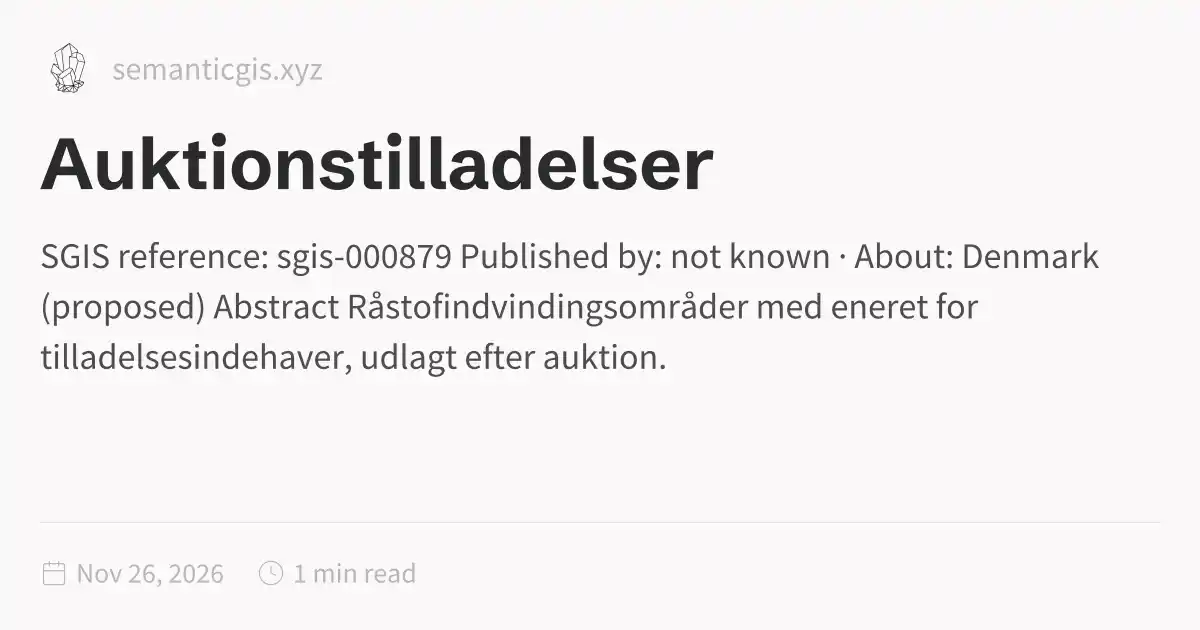 semanticgis.xyz
Auktionstilladelser
SGIS reference: sgis-000879 Published by: not known · About: Denmark
(proposed) Abstract Råstofindvindingsområder med eneret for
tilladelsesindehaver, udlagt efter auktion.
Nov 26, 2026
1 min read